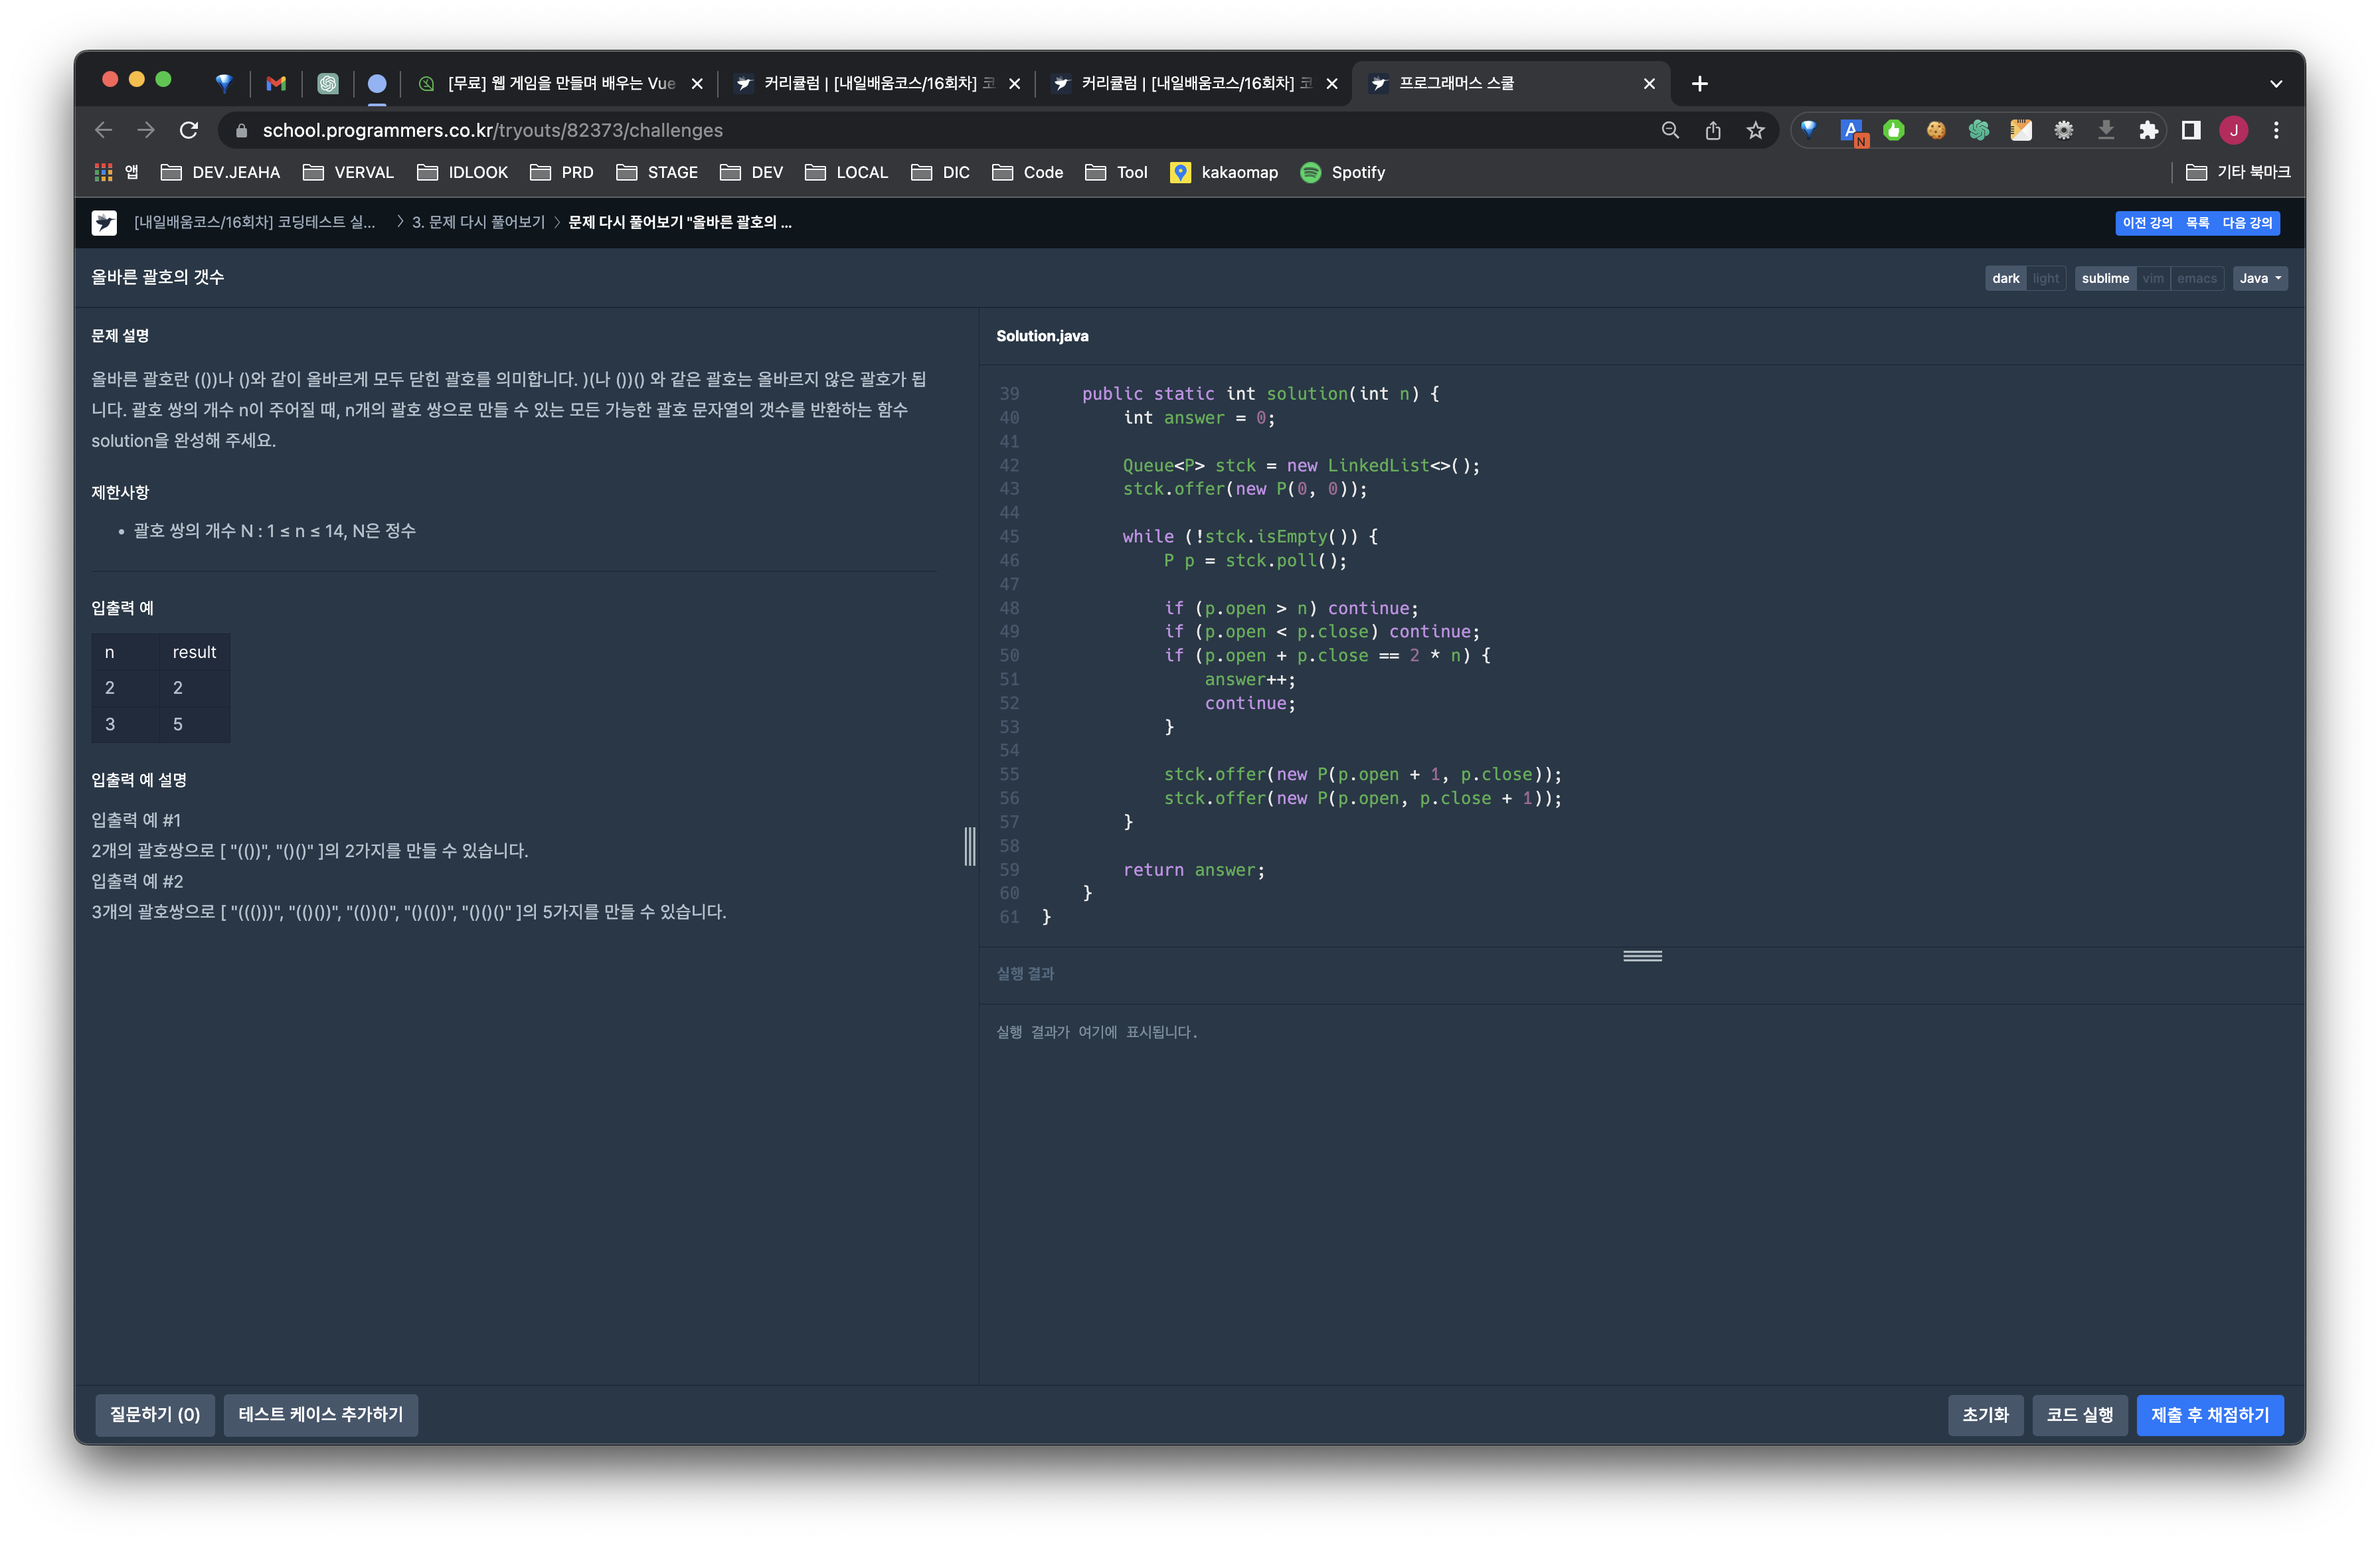 [무료] 웹 게임을 만들며 배우는 Vue
커리큘럼 | [내일배움코스/16회차] 코
커리큘럼 | [내일배움코스/16회차] 코
프로그래머스 스쿨
school.programmers.co.kr/tryouts/82373/challenges
A
N
J
앱
DEV.JEAHA
VERVAL
IDLOOK
PRD
STAGE
DEV
LOCAL
DIC
Code
Tool
kakaomap
Spotify
기타 북마크
[내일배움코스/16회차] 코딩테스트 실... > 3. 문제 다시 풀어보기 > 문제 다시 풀어보기 "올바른 괄호의 ...
이전 강의 목록 다음 강의
올바른 괄호의 갯수
dark light sublime vim emacs Java
문제 설명
올바른 괄호란 (())나 ()와 같이 올바르게 모두 닫힌 괄호를 의미합니다. )(나 ())() 와 같은 괄호는 올바르지 않은 괄호가 됩
니다. 괄호 쌍의 개수 n이 주어질 때, n개의 괄호 쌍으로 만들 수 있는 모든 가능한 괄호 문자열의 갯수를 반환하는 함수
solution을 완성해 주세요.
제한사항
• 괄호 쌍의 개수 N : 1 ≤ n ≤ 14, N은 정수
입출력 예
n result
2 2
3 5
입출력 예 설명
입출력 예 #1
2개의 괄호쌍으로 [ "(())", "()()" ]의 2가지를 만들 수 있습니다.
입출력 예 #2
3개의 괄호쌍으로 [ "((()))", "(()())", "(())()", "()(())", "()()()" ]의 5가지를 만들 수 있습니다.
Solution.java
39 public static int solution(int n) {
40 int answer = 0;
41
42 Queue<P> stck = new LinkedList<>();
43 stck.offer(new P(0, 0));
44
45 while (!stck.isEmpty()) {
46 P p = stck.poll();
47
48 if (p.open > n) continue;
49 if (p.open < p.close) continue;
50 if (p.open + p.close == 2 * n) {
51 answer++;
52 continue;
53 }
54
55 stck.offer(new P(p.open + 1, p.close));
56 stck.offer(new P(p.open, p.close + 1));
57 }
58
59 return answer;
60 }
61 }
실행 결과
실행 결과가 여기에 표시됩니다.
질문하기 (0)
테스트 케이스 추가하기
초기화
코드 실행
제출 후 채점하기